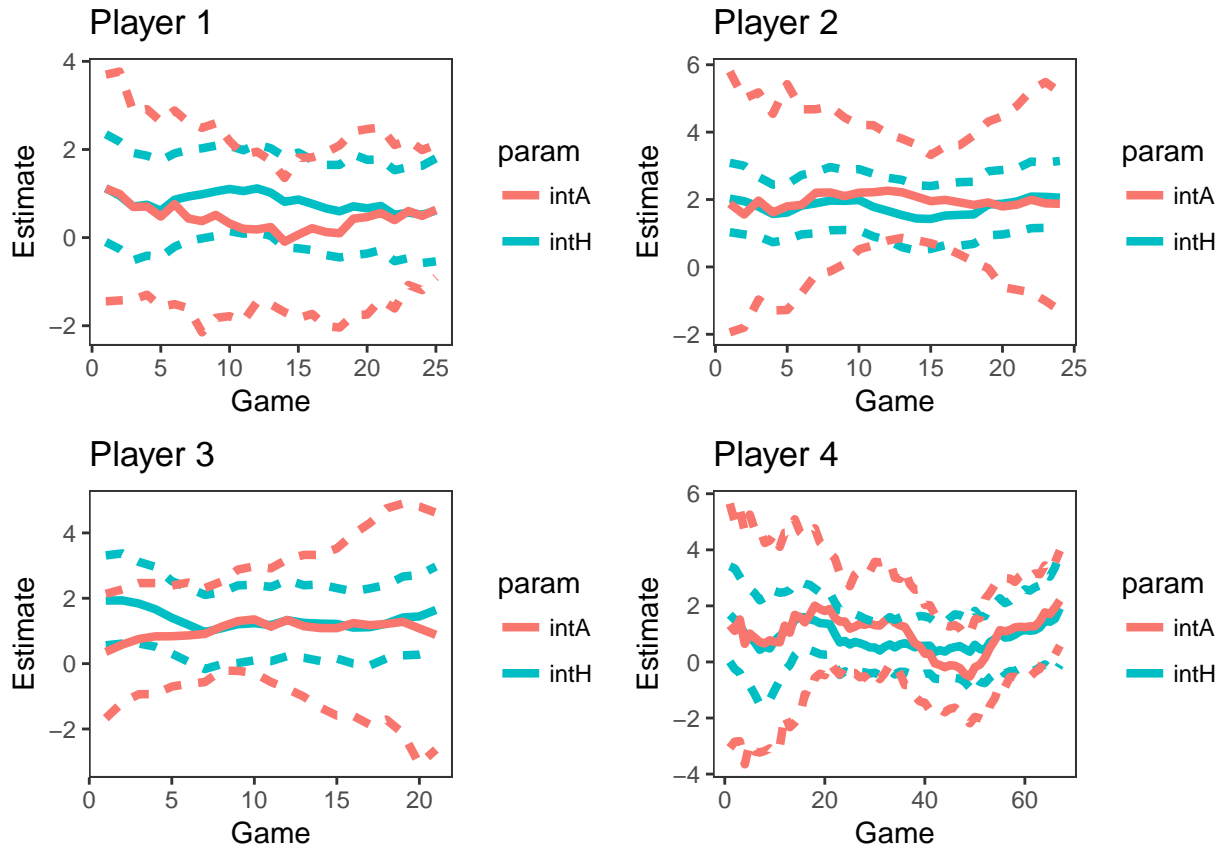 Player 1
Estimate
4
2
0
−2
0 5 10 15 20 25
Game
param
intA
intH
Player 2
Estimate
6
4
2
0
−2
0 5 10 15 20 25
Game
param
intA
intH
Player 3
Estimate
4
2
0
−2
0 5 10 15 20
Game
param
intA
intH
Player 4
Estimate
6
4
2
0
−2
−4
0 20 40 60
Game
param
intA
intH